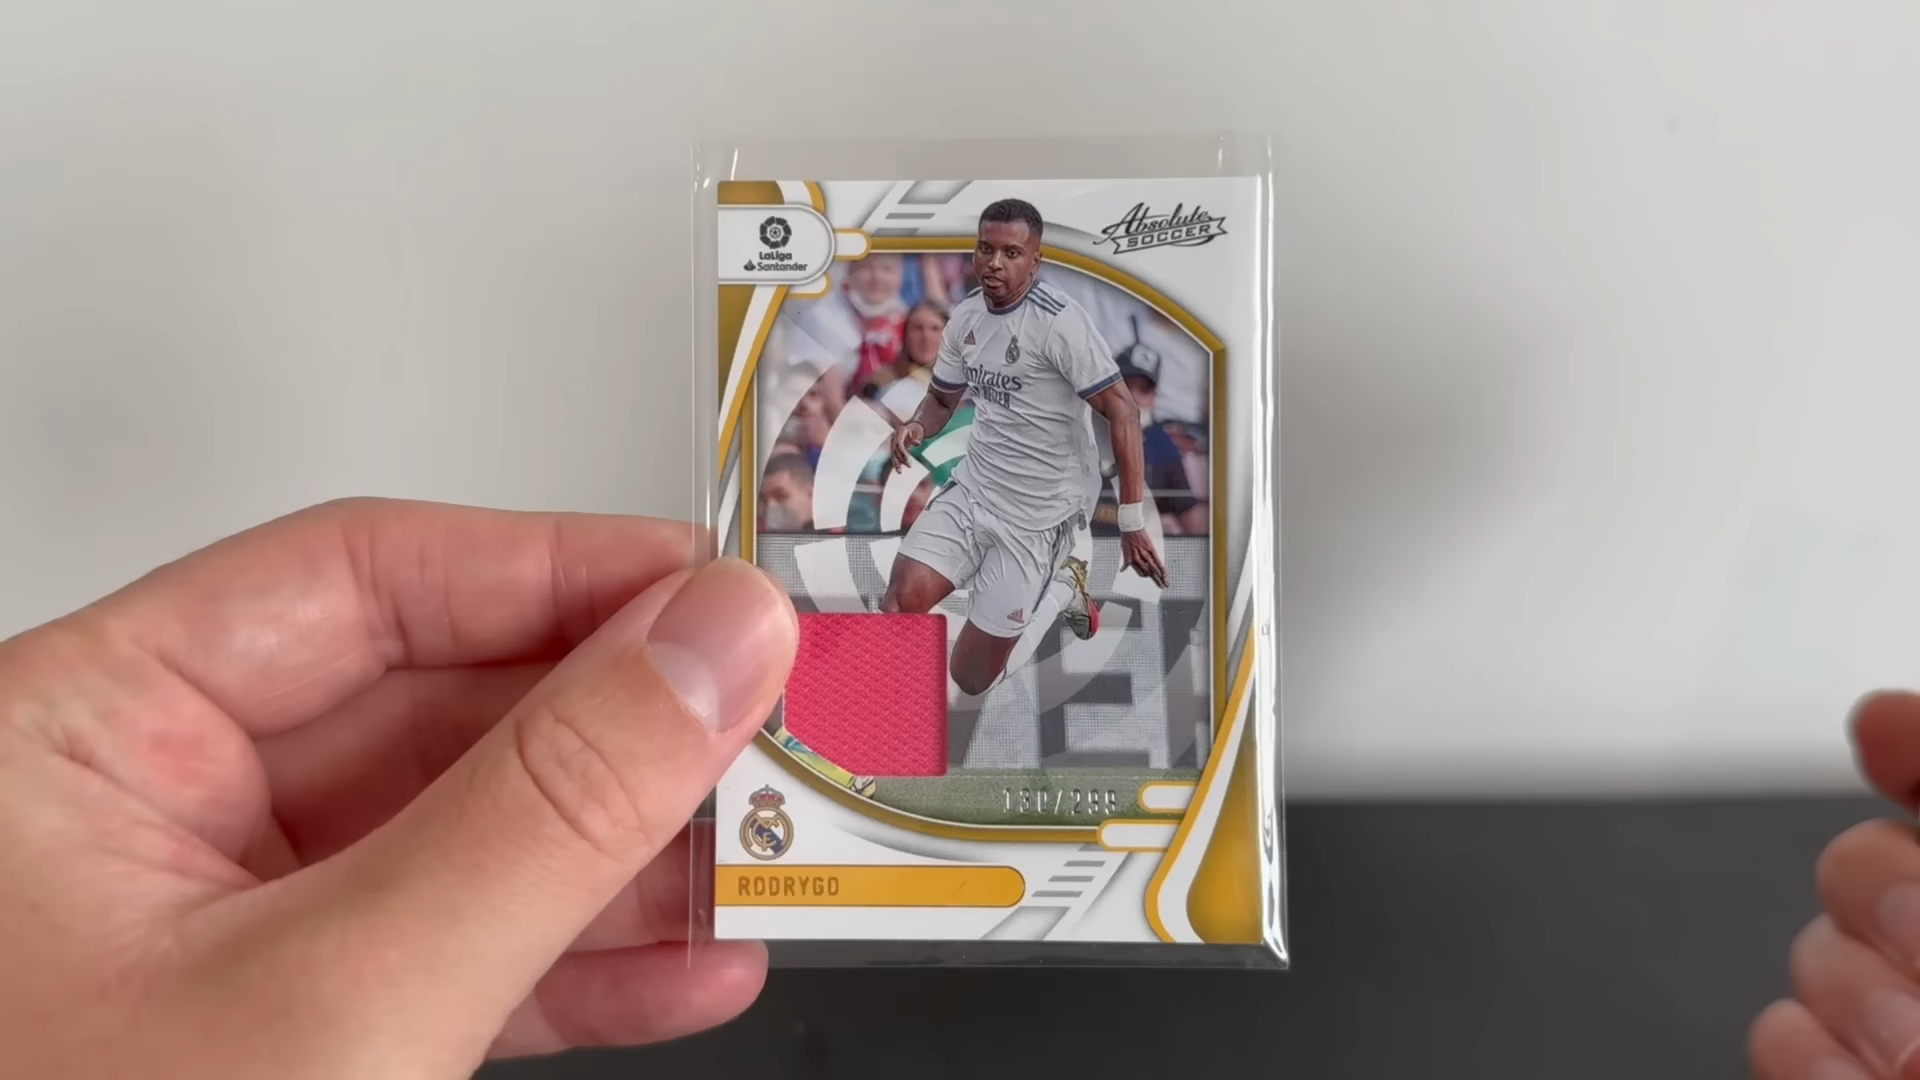 LaLiga
Santander
Absolute
SOCCER
Emirates
130/299
RODRYGO